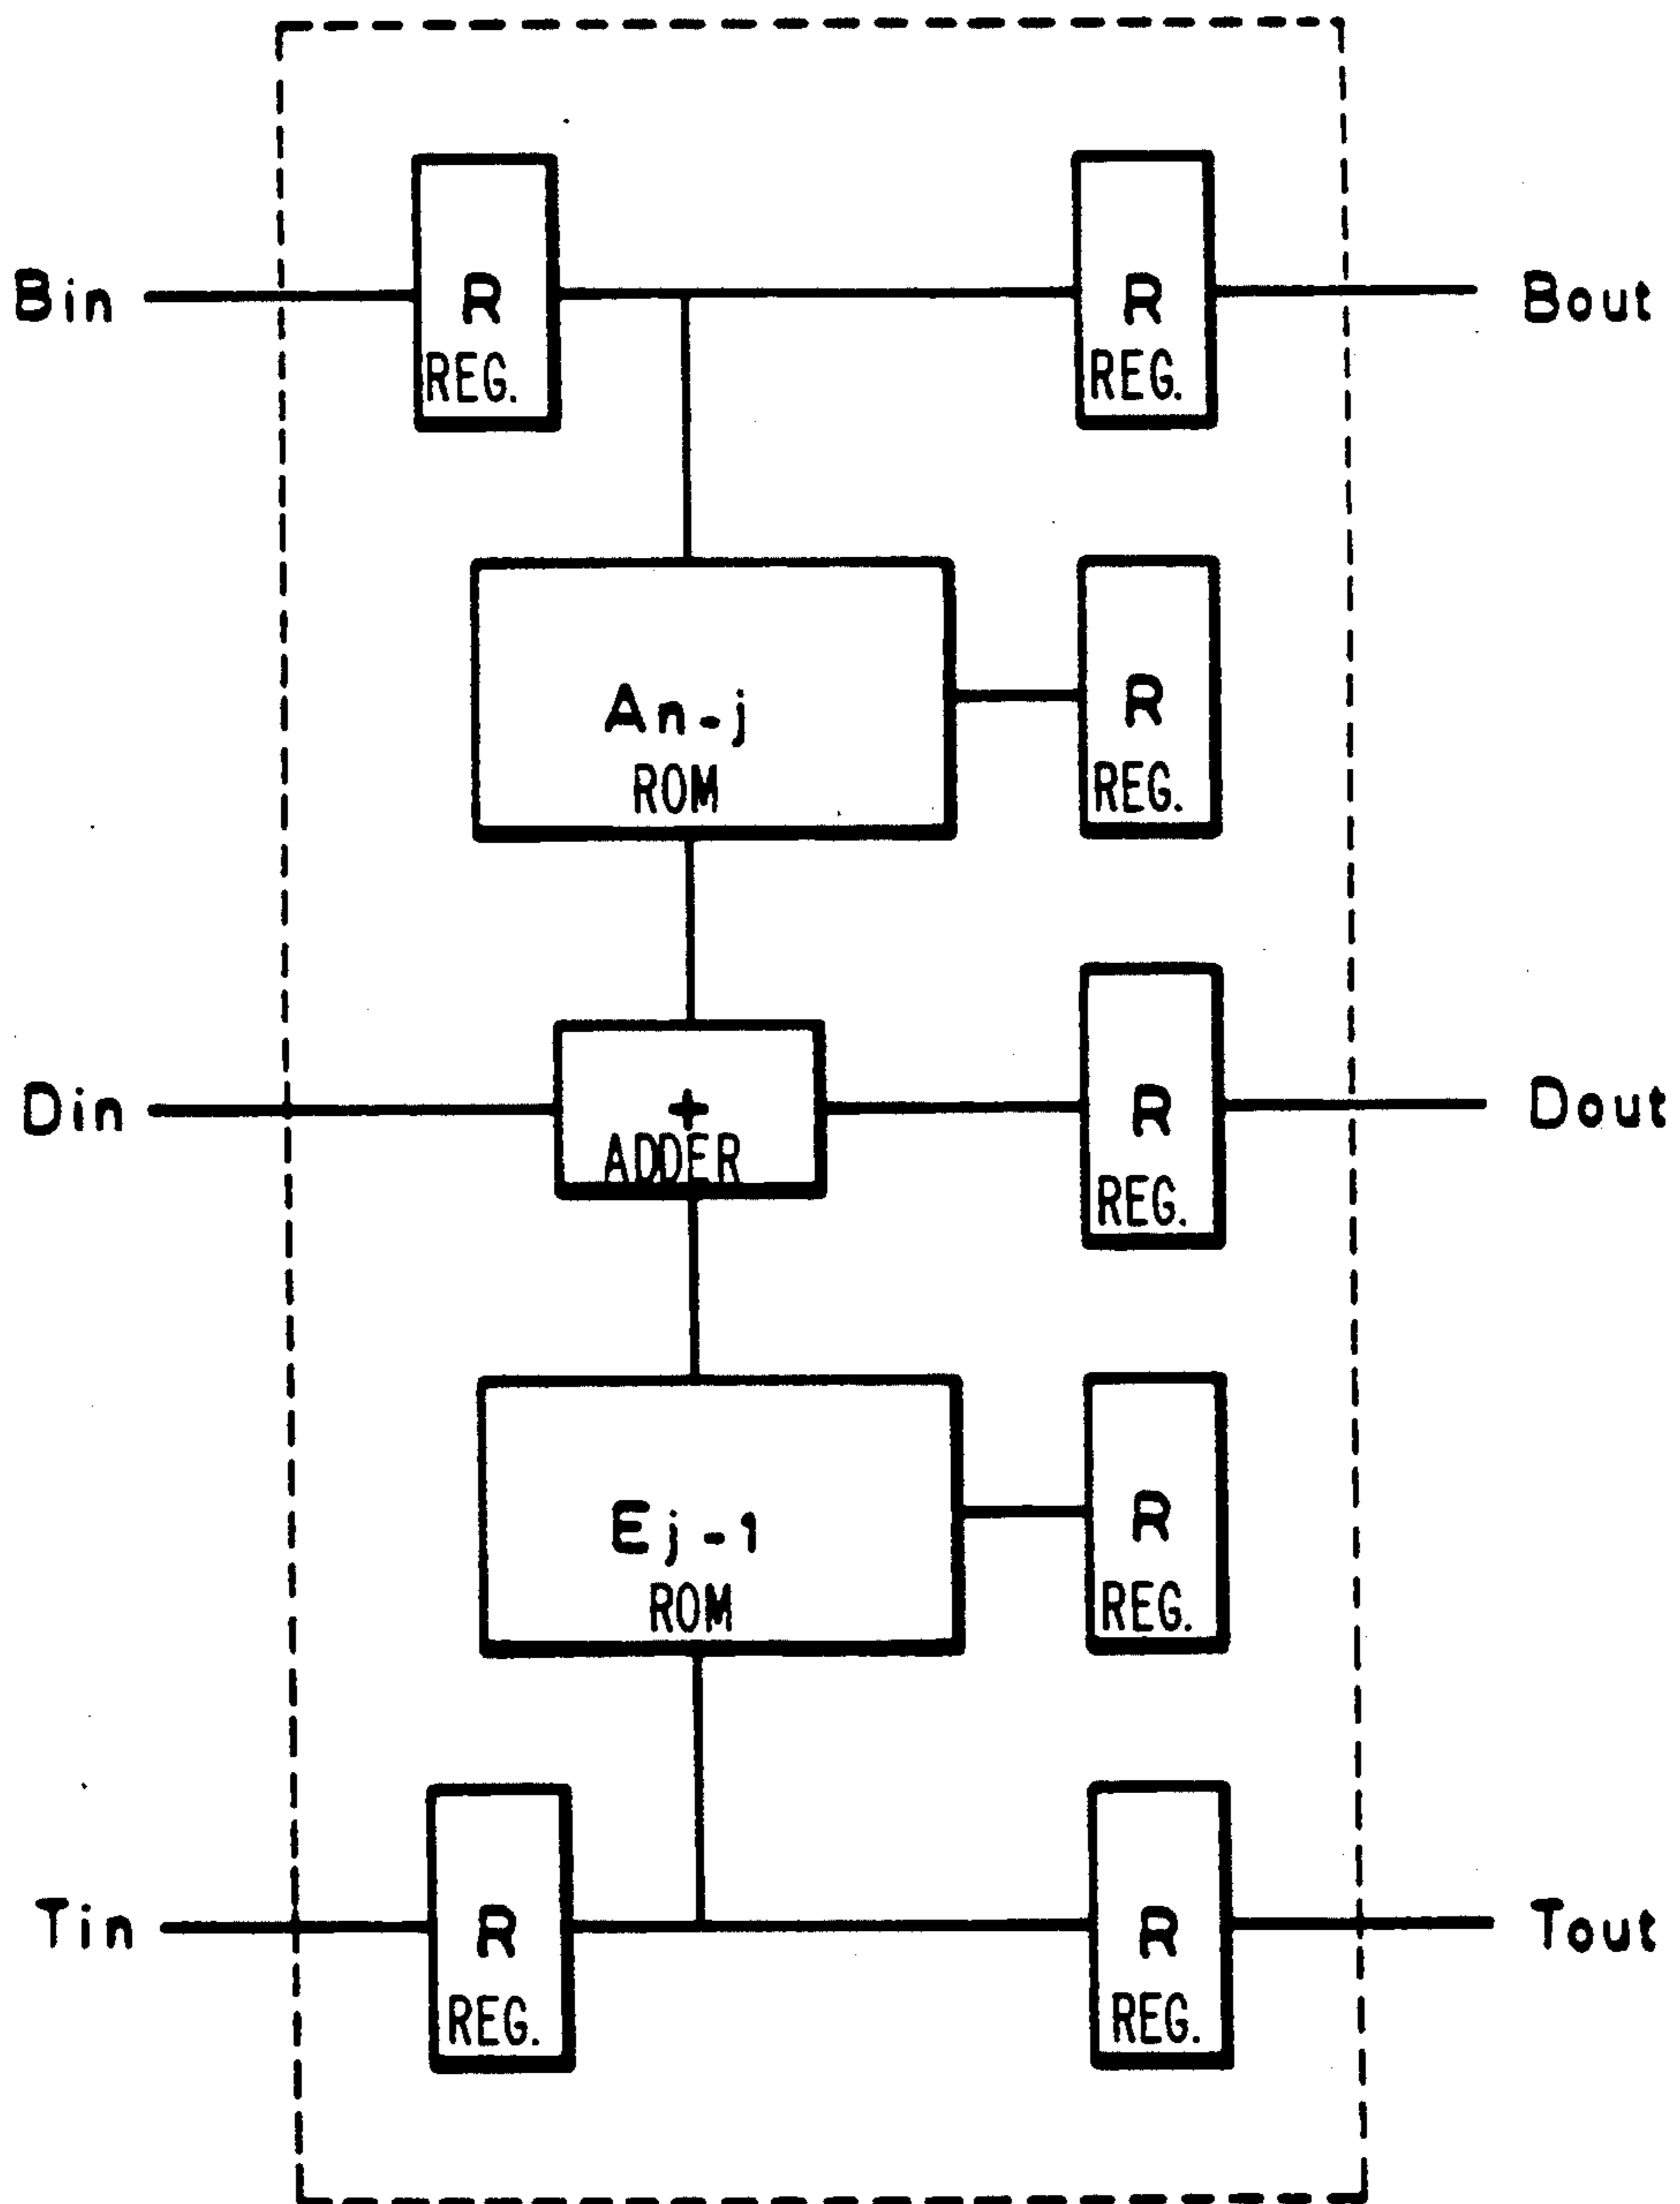 Bin
R
REG.
R
REG.
Bout
An-j
ROM
R
REG.
Din
+
ADDER
R
REG.
Dout
Ej-1
ROM
R
REG.
Tin
R
REG.
R
REG.
Tout